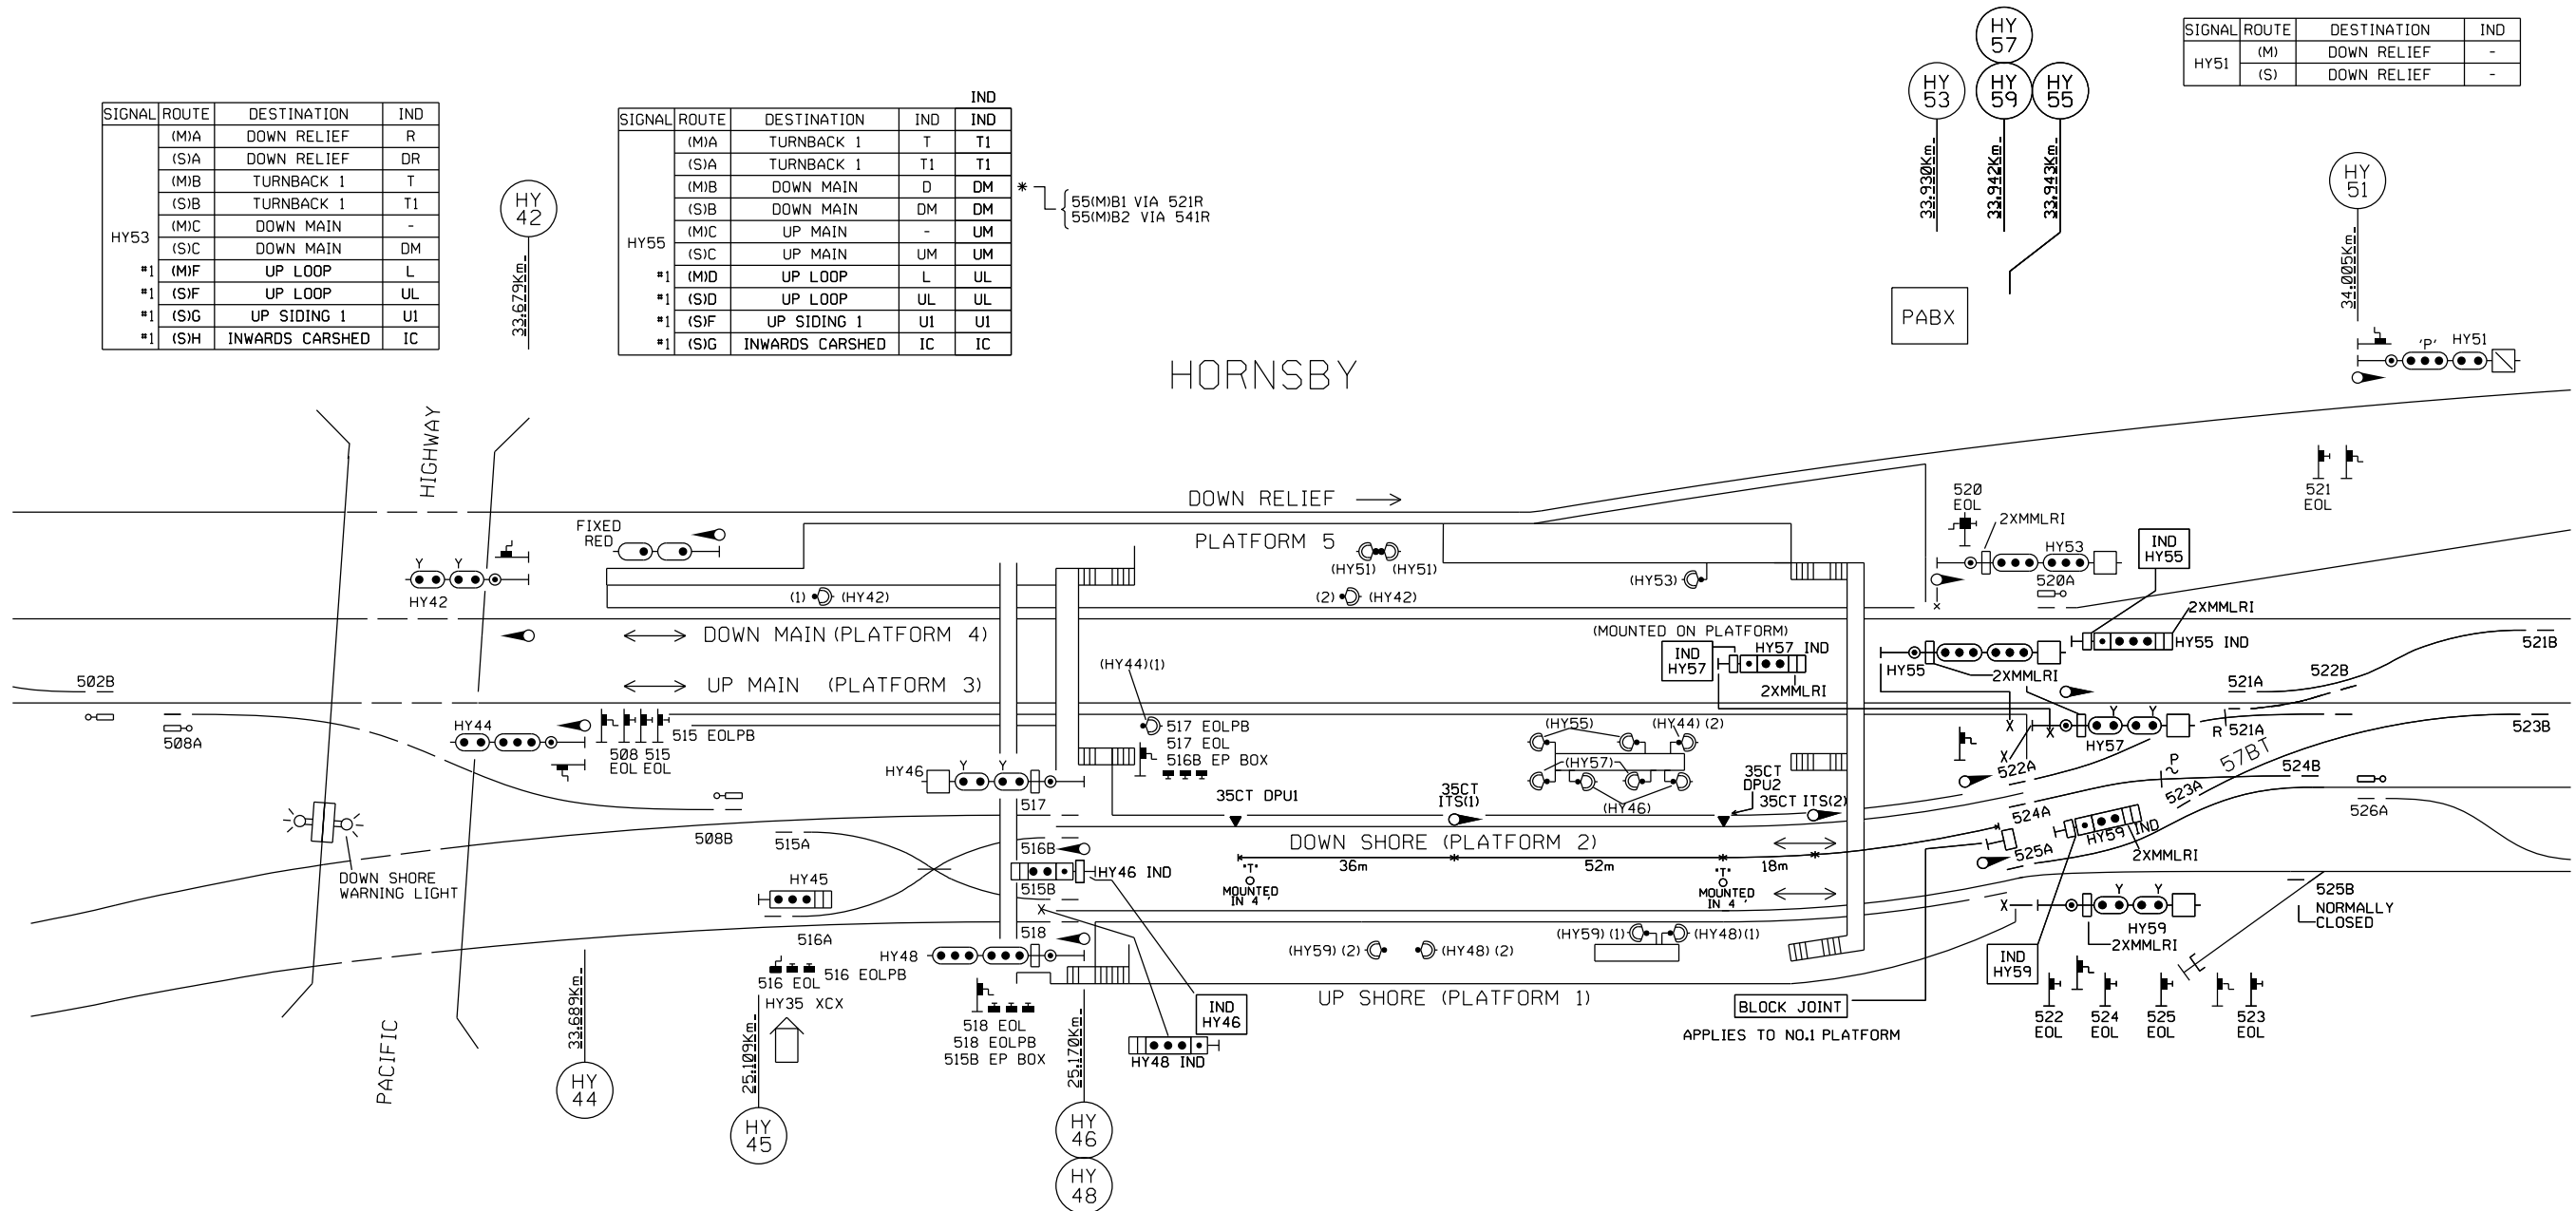 SIGNAL ROUTE DESTINATION IND
HY53
(M)A DOWN RELIEF R
(S)A DOWN RELIEF DR
(M)B TURNBACK 1 T
(S)B TURNBACK 1 T1
(M)C DOWN MAIN -
(S)C DOWN MAIN DM
#1 (M)F UP LOOP L
#1 (S)F UP LOOP UL
#1 (S)G UP SIDING 1 U1
#1 (S)H INWARDS CARSHED IC
HY
42
33.679Km
IND
SIGNAL ROUTE DESTINATION IND IND
HY55
(M)A TURNBACK 1 T T1
(S)A TURNBACK 1 T1 T1
(M)B DOWN MAIN D DM *
(S)B DOWN MAIN DM DM
(M)C UP MAIN - UM
(S)C UP MAIN UM UM
#1 (M)D UP LOOP L UL
#1 (S)D UP LOOP UL UL
#1 (S)F UP SIDING 1 U1 U1
#1 (S)G INWARDS CARSHED IC IC
55(M)B1 VIA 521R
55(M)B2 VIA 541R
HY
57
HY
53
HY
59
HY
55
33.930Km
33.942Km
33.943Km
PABX
SIGNAL ROUTE DESTINATION IND
HY51
(M) DOWN RELIEF -
(S) DOWN RELIEF -
HY
51
34.005Km
'P' HY51
HORNSBY
HIGHWAY
DOWN RELIEF
PLATFORM 5
FIXED
RED
Y Y
HY42
(1) (HY42)
(2) (HY42)
(HY51) (HY51)
(HY53)
520
EOL
2XMMLRI
HY53
520A
IND
HY55
521
EOL
DOWN MAIN (PLATFORM 4)
UP MAIN (PLATFORM 3)
(HY44)(1)
(MOUNTED ON PLATFORM)
IND
HY57
HY57 IND
2XMMLRI
HY55
2XMMLRI
2XMMLRI
HY55 IND
521B
522B
521A
502B
508A
HY44
508
EOL
515
EOL
515 EOLPB
517 EOLPB
517 EOL
516B EP BOX
(HY55)
(HY44) (2)
(HY57)
(HY46)
Y Y
HY57
R 521A
523B
57BT
P
522A
523A
524B
526A
HY46
Y Y
517
35CT DPU1
35CT
ITS(1)
35CT
DPU2
35CT ITS(2)
508B
515A
516B
DOWN SHORE (PLATFORM 2)
524A
525A
HY59 IND
2XMMLRI
36m
52m
18m
DOWN SHORE
WARNING LIGHT
HY45
HY46 IND
515B
"T"
MOUNTED
IN 4'
"T"
MOUNTED
IN 4'
525B
NORMALLY
CLOSED
516A
518
HY48
(HY59) (2)
(HY48) (2)
(HY59) (1)
(HY48)(1)
Y Y
HY59
2XMMLRI
IND
HY59
516 EOL
516 EOLPB
HY35 XCX
518 EOL
518 EOLPB
515B EP BOX
IND
HY46
HY48 IND
UP SHORE (PLATFORM 1)
BLOCK JOINT
APPLIES TO NO.1 PLATFORM
522
EOL
524
EOL
525
EOL
523
EOL
PACIFIC
33.689Km
25.109Km
25.170Km
HY
44
HY
45
HY
46
HY
48